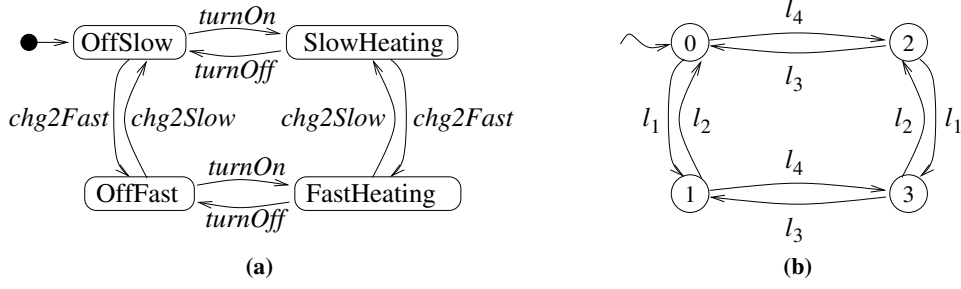 turnOn
OffSlow SlowHeating
turnOff
chg2Fast chg2Slow chg2Slow chg2Fast
turnOn
OffFast FastHeating
turnOff
(a)
l4
0 2
l3
l1 l2 l2 l1
l4
1 3
l3
(b)